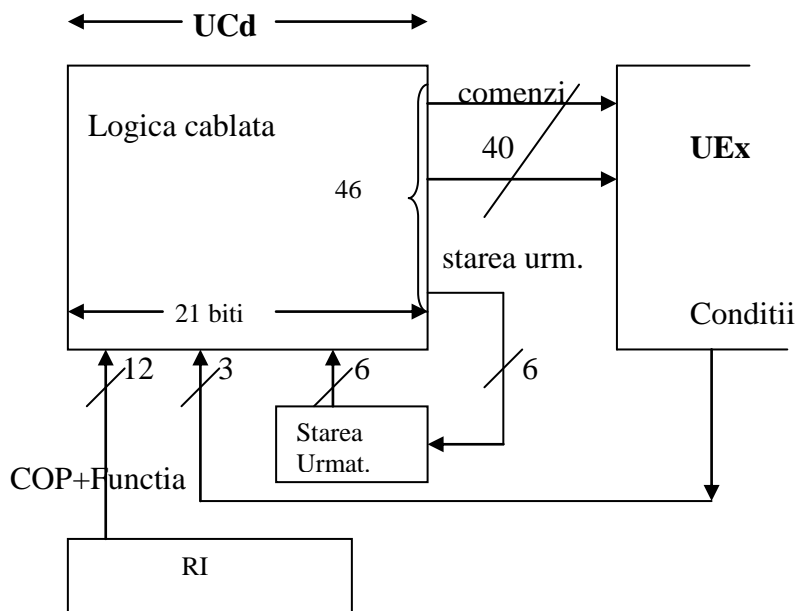 UCd
comenzi
Logica cablata
40
UEx
46
starea urm.
21 biti
Conditii
12
3
6
6
Starea
Urmat.
COP+Functia
RI